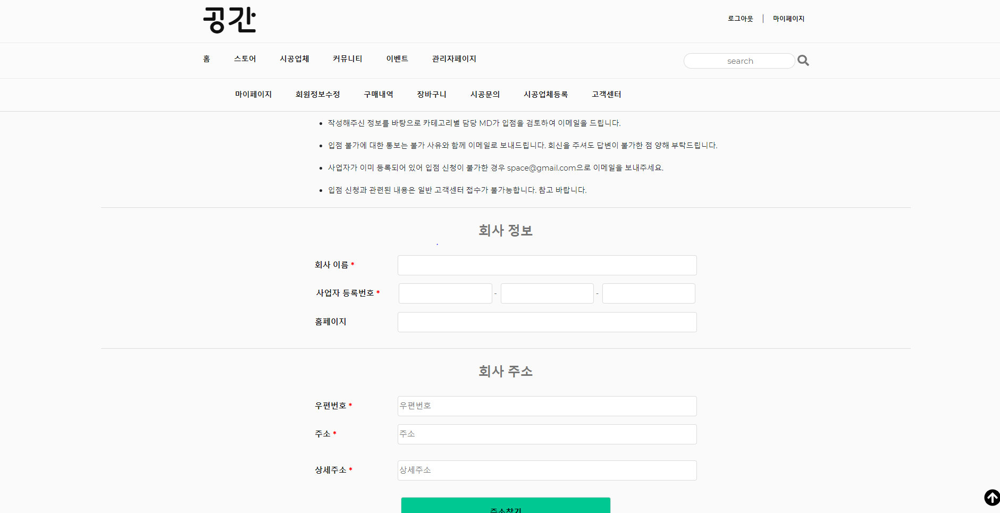 공간
로그아웃 | 마이페이지
홈 스토어 시공업체 커뮤니티 이벤트 관리자페이지 search
마이페이지 회원정보수정 구매내역 장바구니 시공문의 시공업체등록 고객센터
• 작성해주신 정보를 바탕으로 카테고리별 담당 MD가 입점을 검토하여 이메일을 드립니다.
• 입점 불가에 대한 통보는 불가 사유와 함께 이메일로 보내드립니다. 회신을 주셔도 답변이 불가한 점 양해 부탁드립니다.
• 사업자가 이미 등록되어 있어 입점 신청이 불가한 경우 space@gmail.com으로 이메일을 보내주세요.
• 입점 신청과 관련된 내용은 일반 고객센터 접수가 불가능합니다. 참고 바랍니다.
회사 정보
회사 이름 *
사업자 등록번호 * - -
홈페이지
회사 주소
우편번호 * 우편번호
주소 * 주소
상세주소 * 상세주소
주소찾기